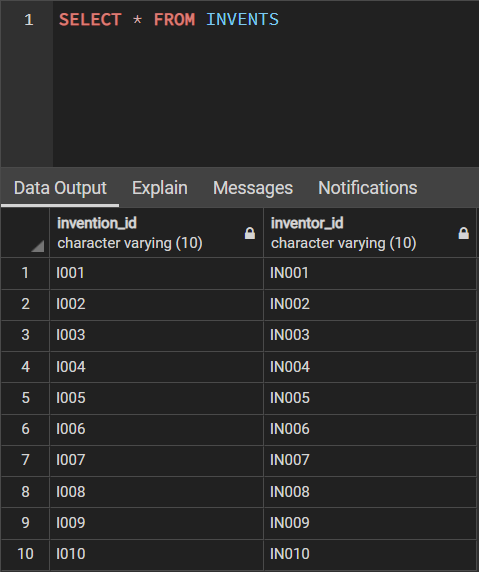 1 SELECT * FROM INVENTS
Data Output Explain Messages Notifications
invention_id inventor_id
character varying (10) character varying (10)
1 I001 IN001
2 I002 IN002
3 I003 IN003
4 I004 IN004
5 I005 IN005
6 I006 IN006
7 I007 IN007
8 I008 IN008
9 I009 IN009
10 I010 IN010